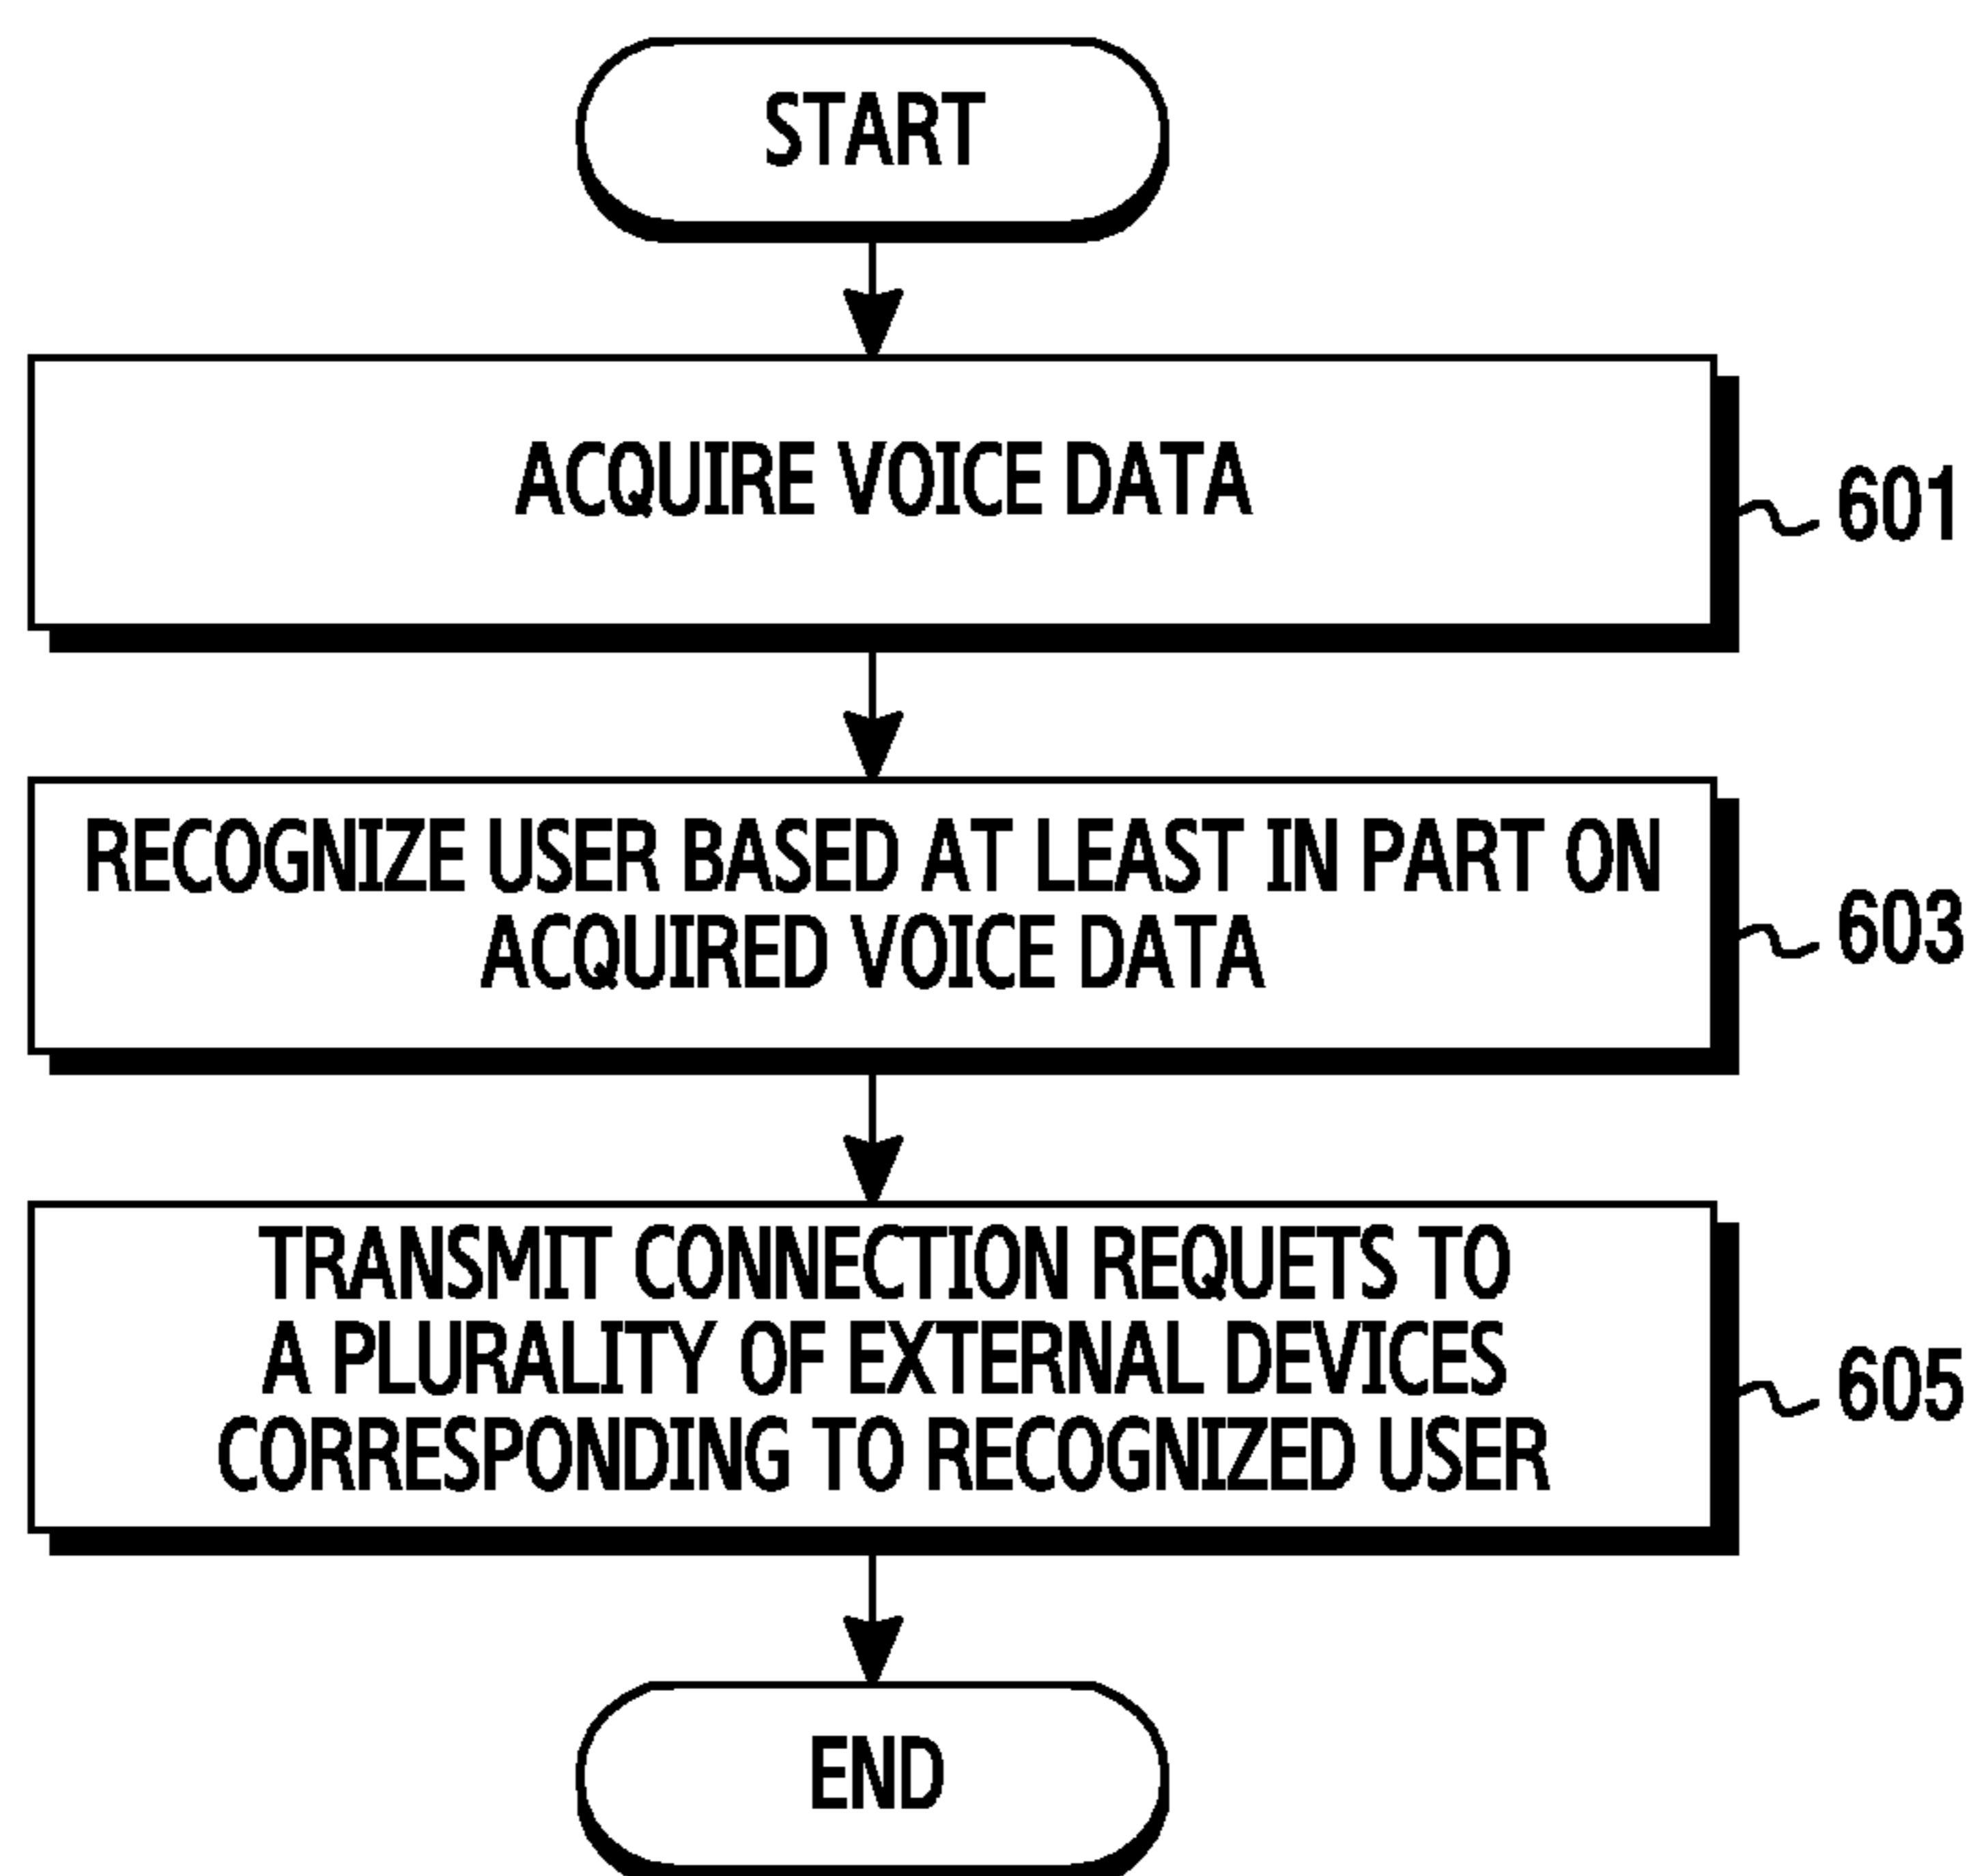 START
ACQUIRE VOICE DATA
601
RECOGNIZE USER BASED AT LEAST IN PART ON
ACQUIRED VOICE DATA
603
TRANSMIT CONNECTION REQUETS TO
A PLURALITY OF EXTERNAL DEVICES
CORRESPONDING TO RECOGNIZED USER
605
END